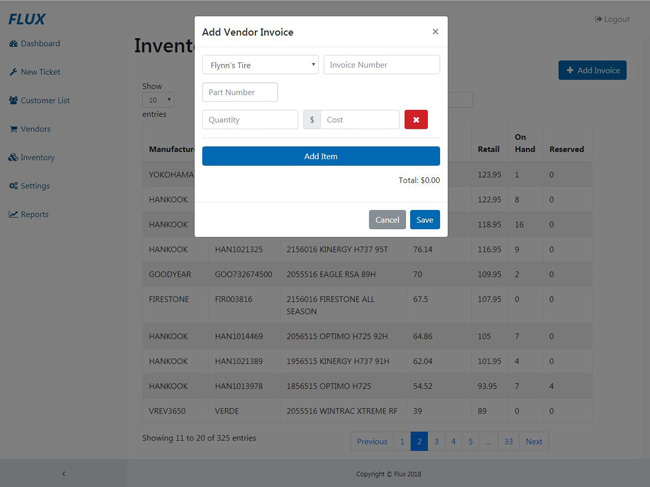 FLUX
Logout
Dashboard
New Ticket
Customer List
Vendors
Inventory
Settings
Reports
Add Invoice
Show
10
entries
Add Vendor Invoice
×
Flynn's Tire
Invoice Number
Part Number
Quantity
$ Cost
Add Item
Total: $0.00
Cancel Save
Retail On Hand Reserved
YOKOHAMA 123.95 1 0
HANKOOK 122.95 8 0
HANKOOK 118.95 16 0
HANKOOK HAN1021325 2156016 KINERGY H737 95T 76.14 116.95 9 0
GOODYEAR GOO732674500 2055516 EAGLE RSA 89H 70 109.95 2 0
FIRESTONE FIR003816 2156016 FIRESTONE ALL SEASON 67.5 107.95 0 0
HANKOOK HAN1014469 2056515 OPTIMO H725 92H 64.86 105 7 0
HANKOOK HAN1021389 1956515 KINERGY H737 91H 62.04 101.95 4 0
HANKOOK HAN1013978 1856515 OPTIMO H725 54.52 93.95 7 4
VREV3650 VERDE 2055516 WINTRAC XTREME RF 39 89 0 0
Showing 11 to 20 of 325 entries
Previous 1 2 3 4 5 ... 33 Next
Copyright © Flux 2018